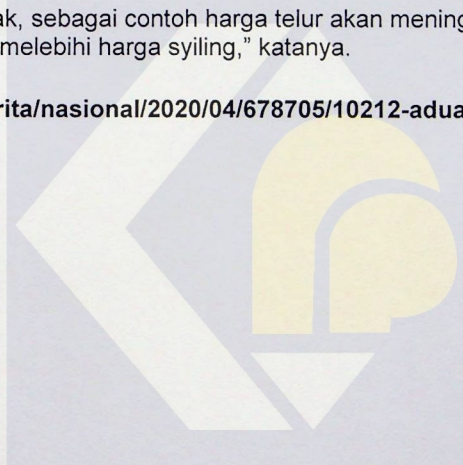 ak, sebagai contoh harga telur akan mening
melebihi harga syiling,” katanya.
rita/nasional/2020/04/678705/10212-adua